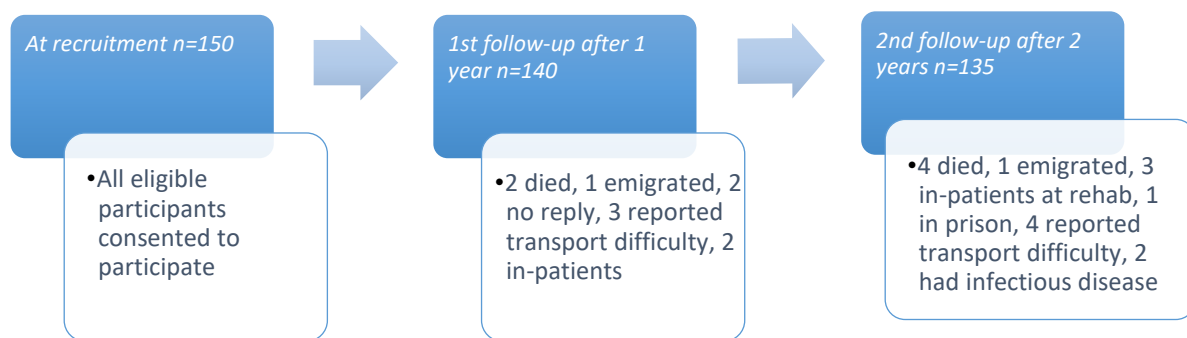 At recruitment n=150
•All eligible
participants
consented to
participate
1st follow-up after 1
year n=140
•2 died, 1 emigrated, 2
no reply, 3 reported
transport difficulty, 2
in-patients
2nd follow-up after 2
years n=135
•4 died, 1 emigrated, 3
in-patients at rehab, 1
in prison, 4 reported
transport difficulty, 2
had infectious disease